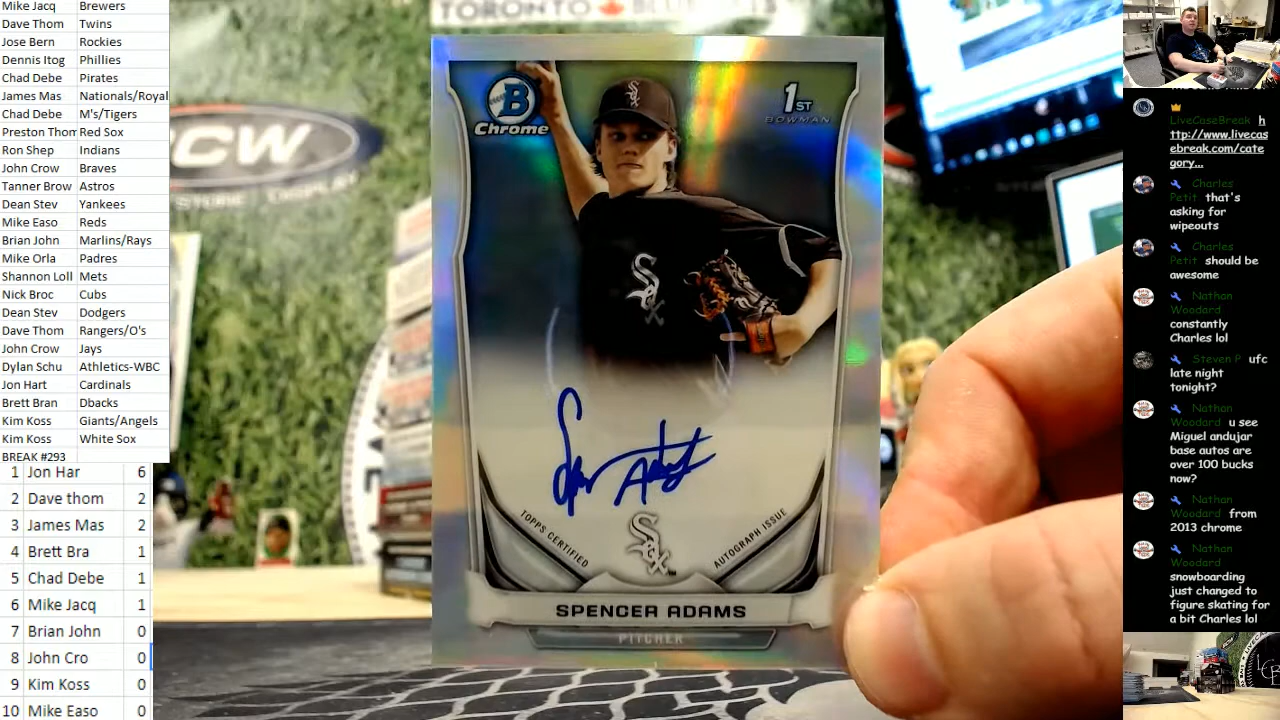 Mike Jacq Brewers
Dave Thom Twins
Jose Bern Rockies
Dennis Itog Phillies
Chad Debe Pirates
James Mas Nationals/Royal
Chad Debe M's/Tigers
Preston Thor Red Sox
Ron Shep Indians
John Crow Braves
Tanner Brow Astros
Dean Stev Yankees
Mike Easo Reds
Brian John Marlins/Rays
Mike Orla Padres
Shannon Loll Mets
Nick Broc Cubs
Dean Stev Dodgers
Dave Thom Rangers/O's
John Crow Jays
Dylan Schu Athletics-WBC
Jon Hart Cardinals
Brett Bran Dbacks
Kim Koss Giants/Angels
Kim Koss White Sox
BREAK #293
1 Jon Har 6
2 Dave thom 2
3 James Mas 2
4 Brett Bra 1
5 Chad Debe 1
6 Mike Jacq 1
7 Brian John 0
8 John Cro 0
9 Kim Koss 0
10 Mike Easo 0
TORONTO BLUE JAYS
CW
B
Chrome
1ST
BOWMAN
Sox
Sox
TOPPS CERTIFIED
AUTOGRAPH ISSUE
SPENCER ADAMS
PITCHER
LiveCaseBreak h
ttp://www.livecas
ebreak.com/cate
gory...
Charles
Petit that's
asking for
wipeouts
Charles
Petit should be
awesome
Nathan
Woodard
constantly
Charles lol
Steven P ufc
late night
tonight?
Nathan
Woodard u see
Miguel andujar
base autos are
over 100 bucks
now?
Nathan
Woodard from
2013 chrome
Nathan
Woodard
snowboarding
just changed to
figure skating for
a bit Charles lol